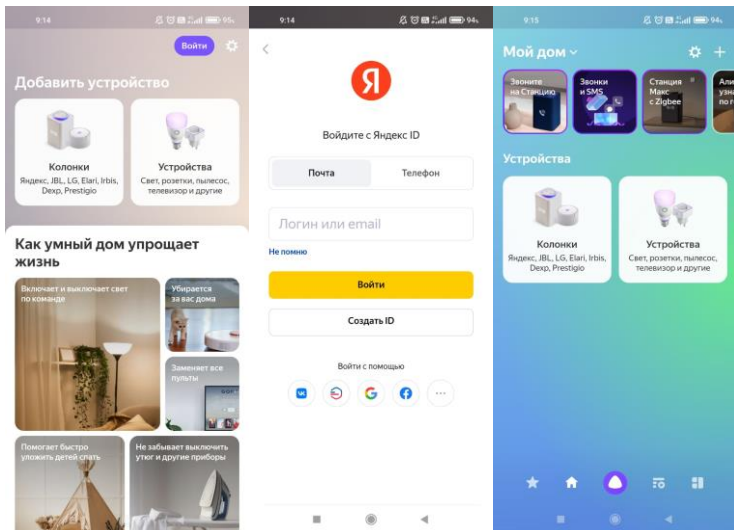 9:14
95%
Войти
Добавить устройство
Колонки
Яндекс, JBL, LG, Elari, Irbis,
Dexp, Prestigio
Устройства
Свет, розетки, пылесос,
телевизор и другие
Как умный дом упрощает
жизнь
Включает и выключает свет
по команде
Убирается
за вас дома
Заменяет все
пульты
Помогает быстро
уложить детей спать
Не забывает выключить
утюг и другие приборы
9:14
94%
Я
Войдите с Яндекс ID
Почта
Телефон
Логин или email
Не помню
Войти
Создать ID
Войти с помощью
9:15
94%
Мой дом
Звоните
на Станцию
Звонки
и SMS
Станция
Макс
с Zigbee
Али
узна
по г
Устройства
Колонки
Яндекс, JBL, LG, Elari, Irbis,
Dexp, Prestigio
Устройства
Свет, розетки, пылесос,
телевизор и другие